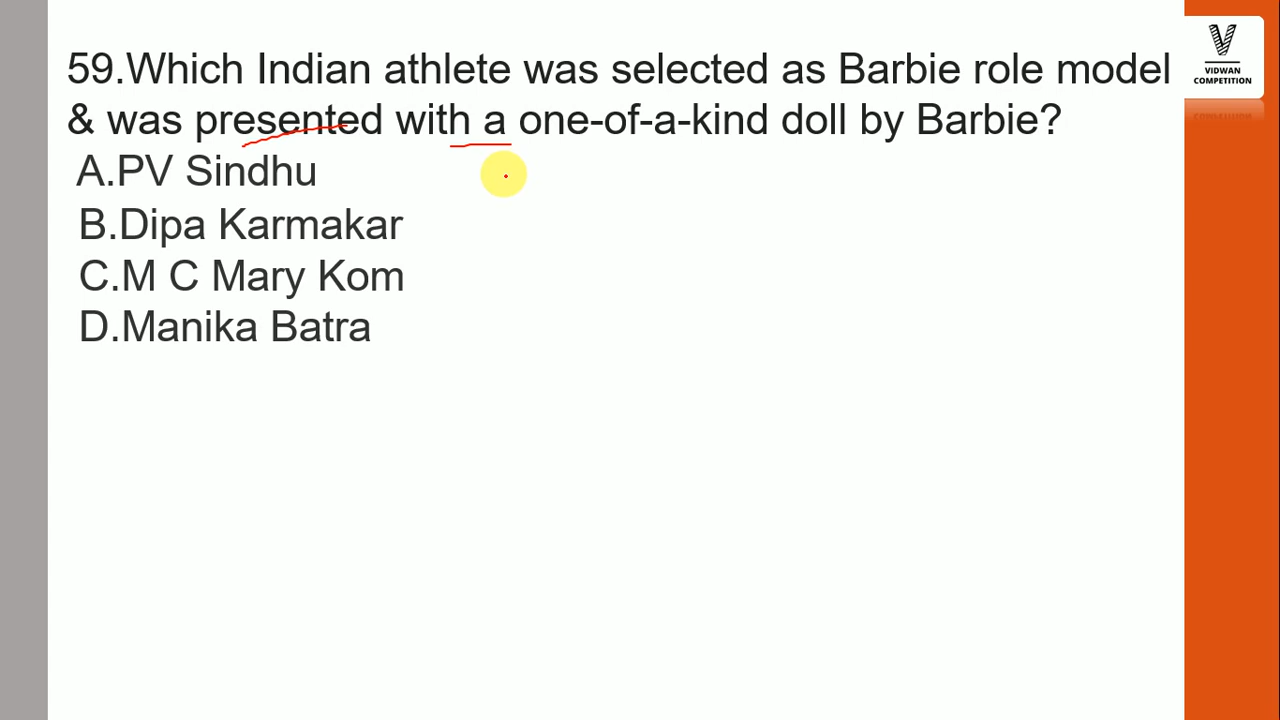 59.Which Indian athlete was selected as Barbie role model
& was presented with a one-of-a-kind doll by Barbie?
A.PV Sindhu
B.Dipa Karmakar
C.M C Mary Kom
D.Manika Batra
V
VIDWAN
COMPETITION